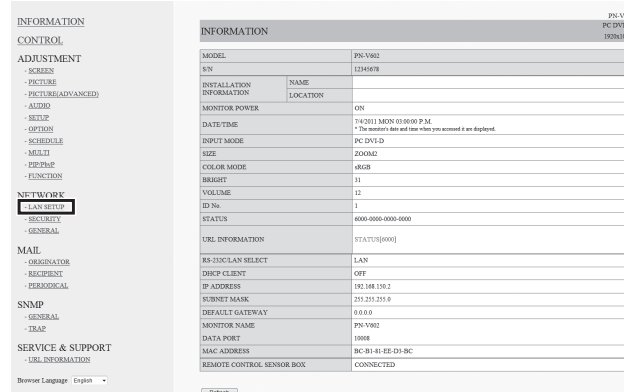 INFORMATION
CONTROL
ADJUSTMENT
- SCREEN
- PICTURE
- PICTURE(ADVANCED)
- AUDIO
- SETUP
- OPTION
- SCHEDULE
- MULTI
- PIP/PbyP
- FUNCTION
NETWORK
- LAN SETUP
- SECURITY
- GENERAL
MAIL
- ORIGINATOR
- RECIPIENT
- PERIODICAL
SNMP
- GENERAL
- TRAP
SERVICE & SUPPORT
- URL INFORMATION
Browser Language English
PN-V
PC DVI
1920x10
INFORMATION
MODEL PN-V602
S/N 12345678
INSTALLATION INFORMATION NAME
LOCATION
MONITOR POWER ON
DATE/TIME 7/4/2011 MON 03:00:00 P.M.
* The monitor's date and time when you accessed it are displayed.
INPUT MODE PC DVI-D
SIZE ZOOM2
COLOR MODE sRGB
BRIGHT 31
VOLUME 12
ID No. 1
STATUS 6000-0000-0000-0000
URL INFORMATION STATUS[6000]
RS-232C/LAN SELECT LAN
DHCP CLIENT OFF
IP ADDRESS 192.168.150.2
SUBNET MASK 255.255.255.0
DEFAULT GATEWAY 0.0.0.0
MONITOR NAME PN-V602
DATA PORT 10008
MAC ADDRESS BC-B1-81-EE-D3-BC
REMOTE CONTROL SENSOR BOX CONNECTED